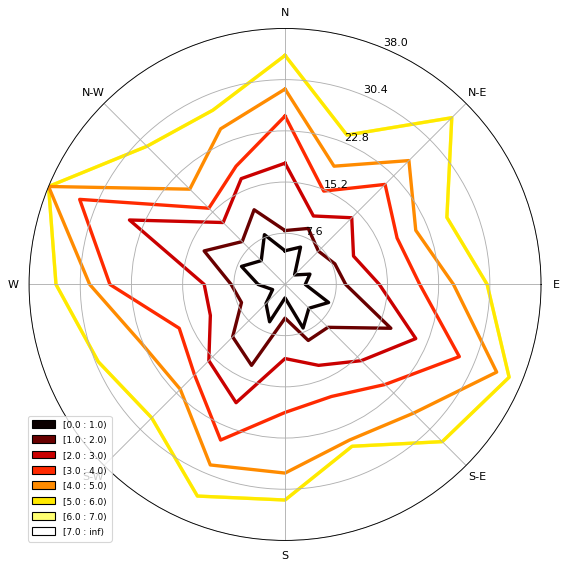 N
38.0
N-W
N-E
30.4
22.8
15.2
7.6
W
E
[0.0 : 1.0)
[1.0 : 2.0)
[2.0 : 3.0)
[3.0 : 4.0)
[4.0 : 5.0)
[5.0 : 6.0)
[6.0 : 7.0)
[7.0 : inf)
S-W
S-E
S